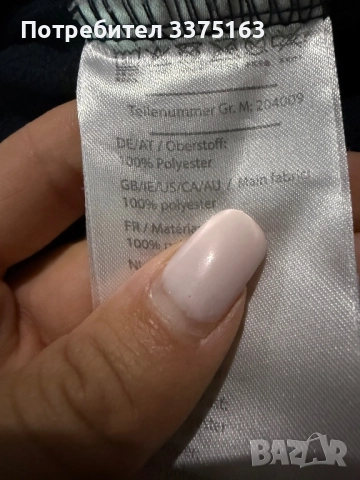 Потребител 3375163
Teilenummer Gr. M: 204009
DE/AT / Oberstoff:
100% Polyester
GB/IE/US/CA/AU / Main fabric:
100% polyester
FR / Matéria
100%
BAZAR